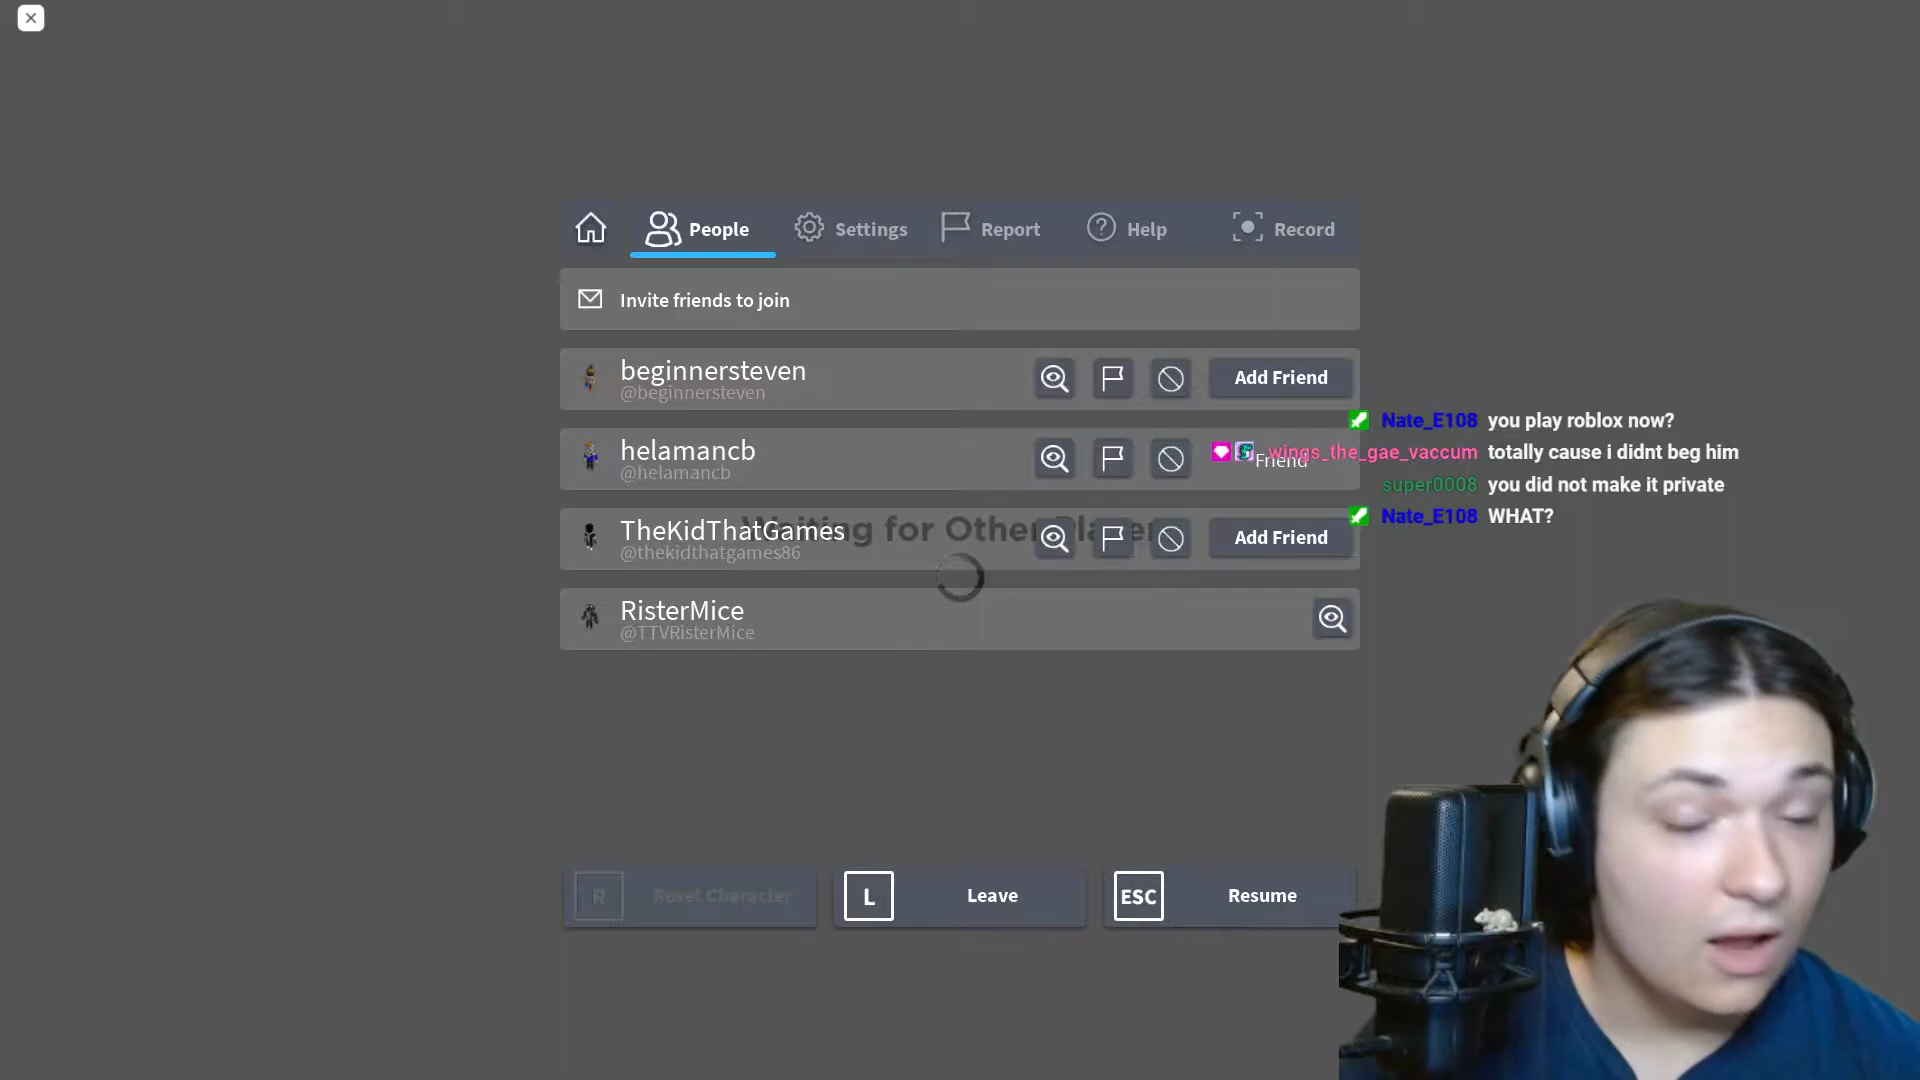 People
Settings
Report
Help
Record
Invite friends to join
beginnersteven
@beginnersteven
Add Friend
helamancb
@helamancb
Friend
TheKidThatGames
@thekidthatgames86
Add Friend
Waiting for Other Player
RisterMice
@TTVRisterMice
Nate_E108 you play roblox now?
wings_the_gae_vaccum totally cause i didnt beg him
super0008 you did not make it private
Nate_E108 WHAT?
R Reset Character
L Leave
ESC Resume